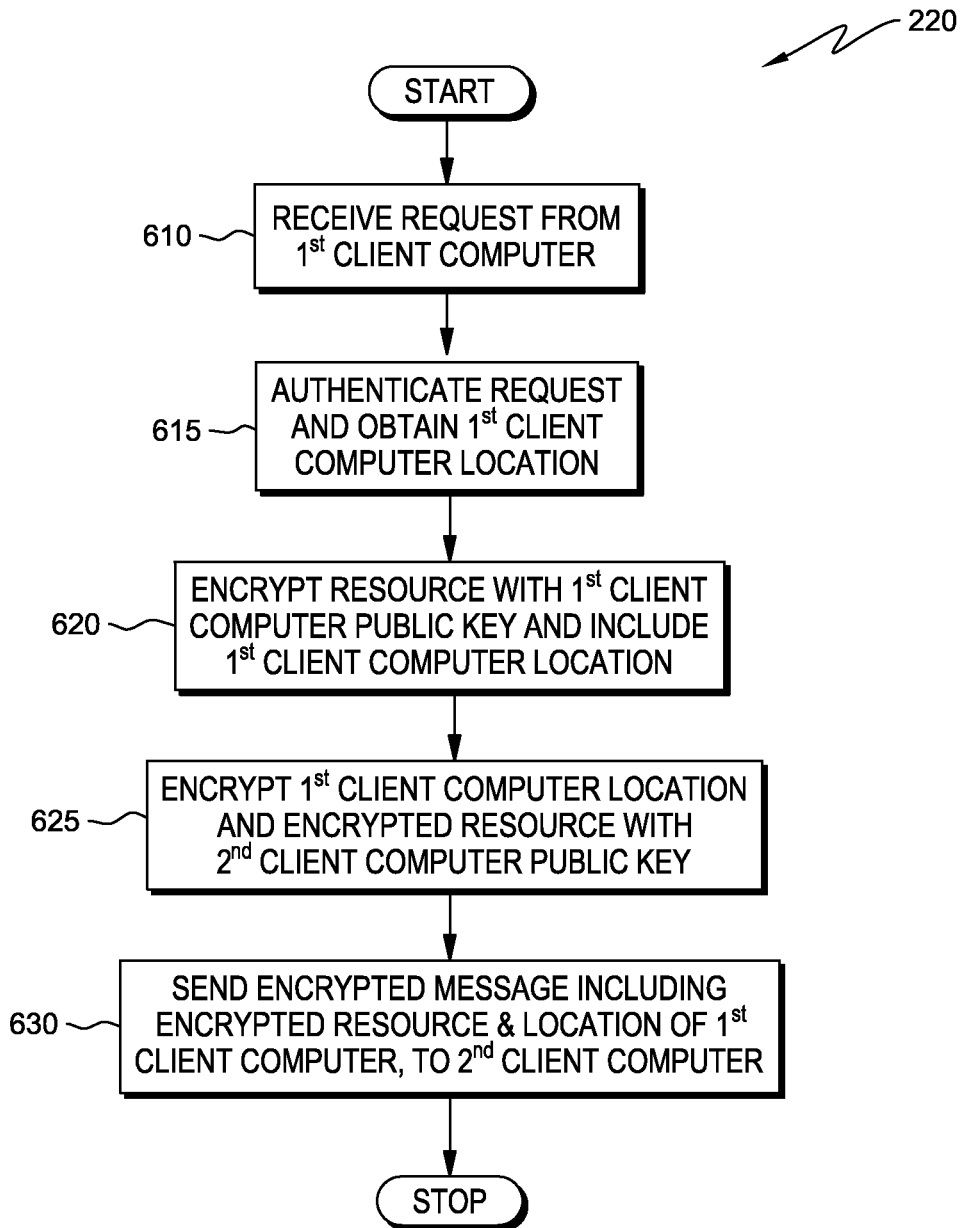 220
START
610
RECEIVE REQUEST FROM
1st CLIENT COMPUTER
615
AUTHENTICATE REQUEST
AND OBTAIN 1st CLIENT
COMPUTER LOCATION
620
ENCRYPT RESOURCE WITH 1st CLIENT
COMPUTER PUBLIC KEY AND INCLUDE
1st CLIENT COMPUTER LOCATION
625
ENCRYPT 1st CLIENT COMPUTER LOCATION
AND ENCRYPTED RESOURCE WITH
2nd CLIENT COMPUTER PUBLIC KEY
630
SEND ENCRYPTED MESSAGE INCLUDING
ENCRYPTED RESOURCE & LOCATION OF 1st
CLIENT COMPUTER, TO 2nd CLIENT COMPUTER
STOP